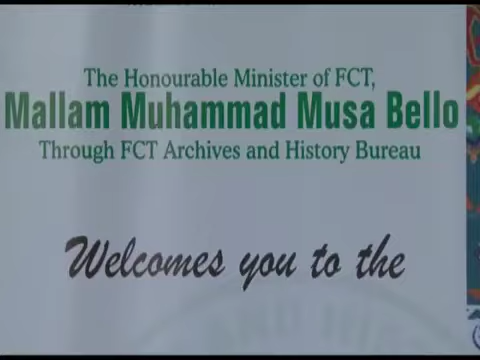 The Honourable Minister of FCT,
Mallam Muhammad Musa Bello
Through FCT Archives and History Bureau
Welcomes you to the